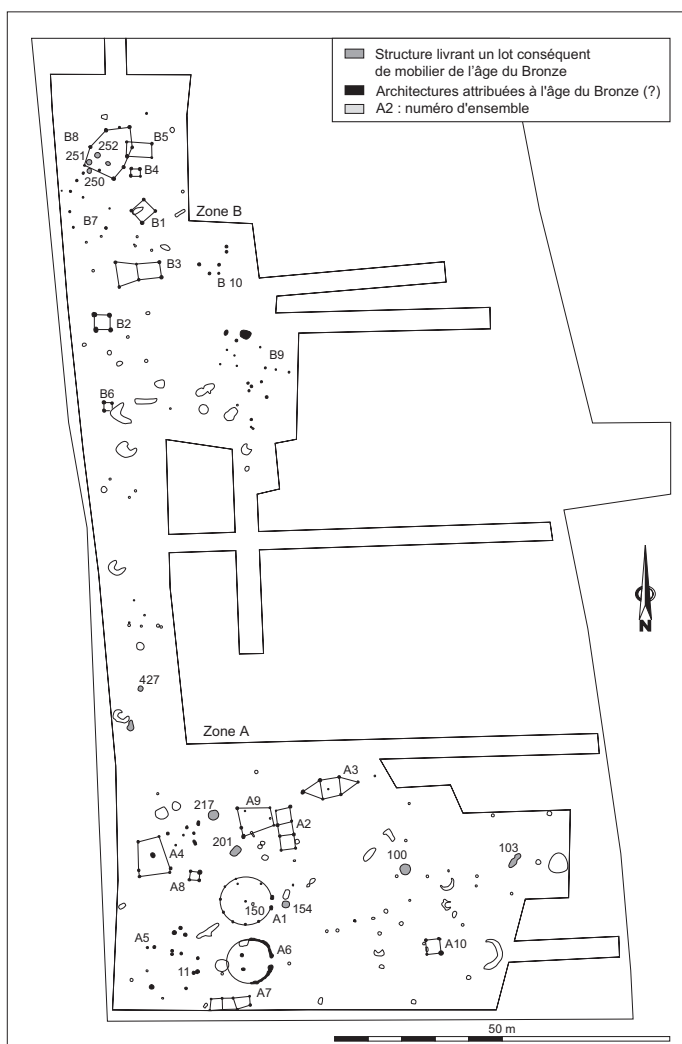 Structure livrant un lot conséquent
de mobilier de l'âge du Bronze
Architectures attribuées à l'âge du Bronze (?)
A2 : numéro d'ensemble
B8
252
B5
251
B4
250
B7
B1
Zone B
B3
B 10
B2
B9
B6
N
427
Zone A
A3
217
A9
A2
201
A4
100
103
A8
150
154
A1
A5
A6
A10
11
A7
50 m